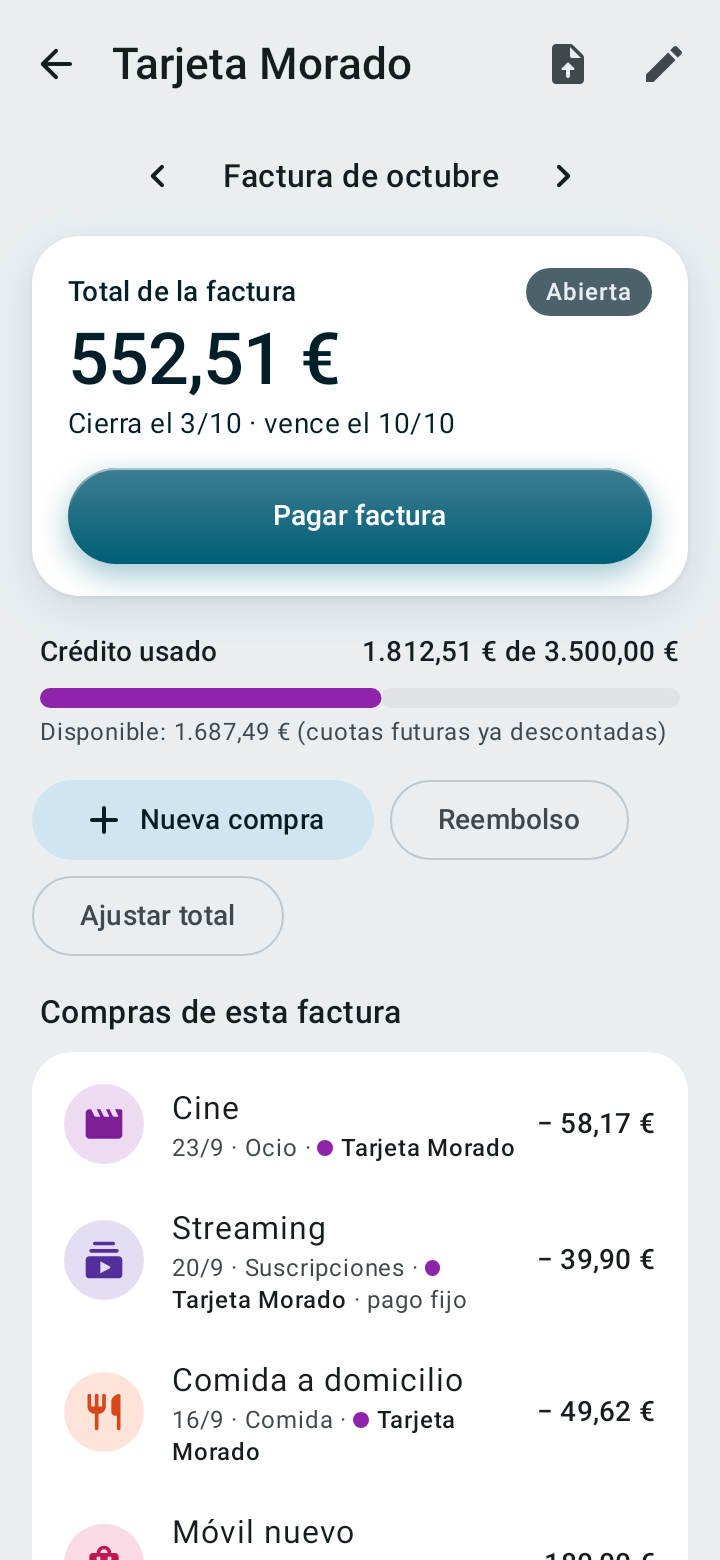 Tarjeta Morado
Factura de octubre
Total de la factura
Abierta
552,51 €
Cierra el 3/10 · vence el 10/10
Pagar factura
Crédito usado
1.812,51 € de 3.500,00 €
Disponible: 1.687,49 € (cuotas futuras ya descontadas)
Nueva compra
Reembolso
Ajustar total
Compras de esta factura
Cine
− 58,17 €
23/9 · Ocio · Tarjeta Morado
Streaming
− 39,90 €
20/9 · Suscripciones ·
Tarjeta Morado · pago fijo
Comida a domicilio
− 49,62 €
16/9 · Comida · Tarjeta
Morado
Móvil nuevo